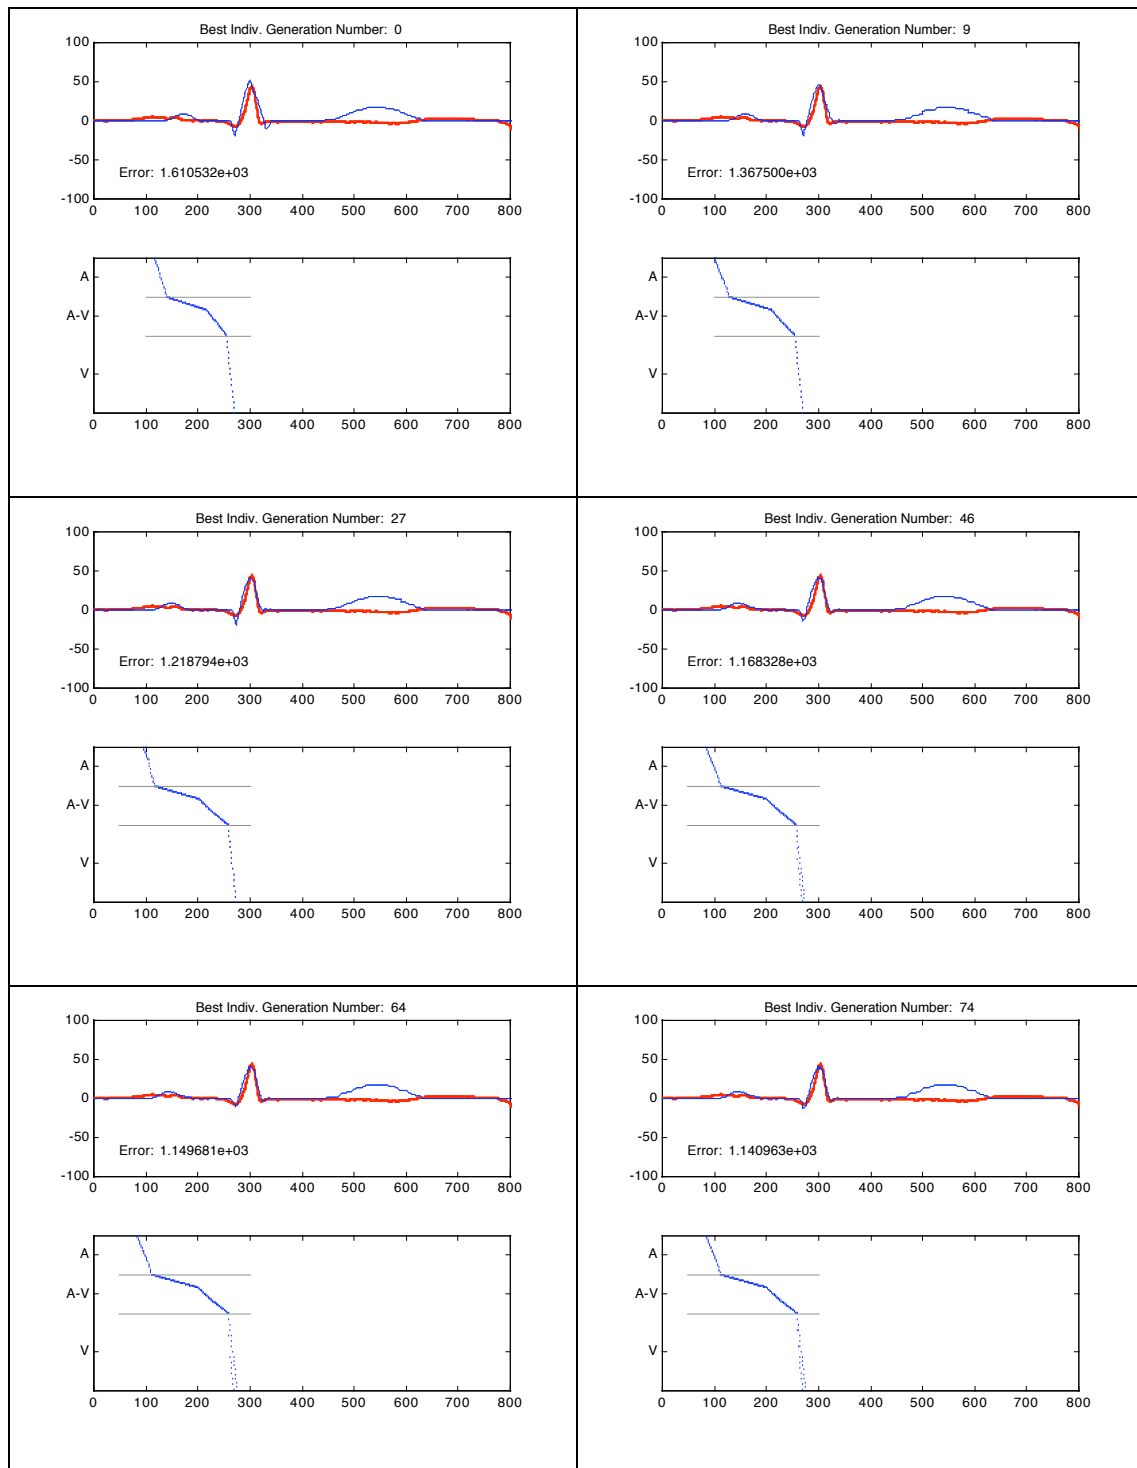 Best Indiv. Generation Number: 0
100
50
0
-50
-100
Error: 1.610532e+03
0 100 200 300 400 500 600 700 800
A
A-V
V
0 100 200 300 400 500 600 700 800
Best Indiv. Generation Number: 9
100
50
0
-50
-100
Error: 1.367500e+03
0 100 200 300 400 500 600 700 800
A
A-V
V
0 100 200 300 400 500 600 700 800
Best Indiv. Generation Number: 27
100
50
0
-50
-100
Error: 1.218794e+03
0 100 200 300 400 500 600 700 800
A
A-V
V
0 100 200 300 400 500 600 700 800
Best Indiv. Generation Number: 46
100
50
0
-50
-100
Error: 1.168328e+03
0 100 200 300 400 500 600 700 800
A
A-V
V
0 100 200 300 400 500 600 700 800
Best Indiv. Generation Number: 64
100
50
0
-50
-100
Error: 1.149681e+03
0 100 200 300 400 500 600 700 800
A
A-V
V
0 100 200 300 400 500 600 700 800
Best Indiv. Generation Number: 74
100
50
0
-50
-100
Error: 1.140963e+03
0 100 200 300 400 500 600 700 800
A
A-V
V
0 100 200 300 400 500 600 700 800